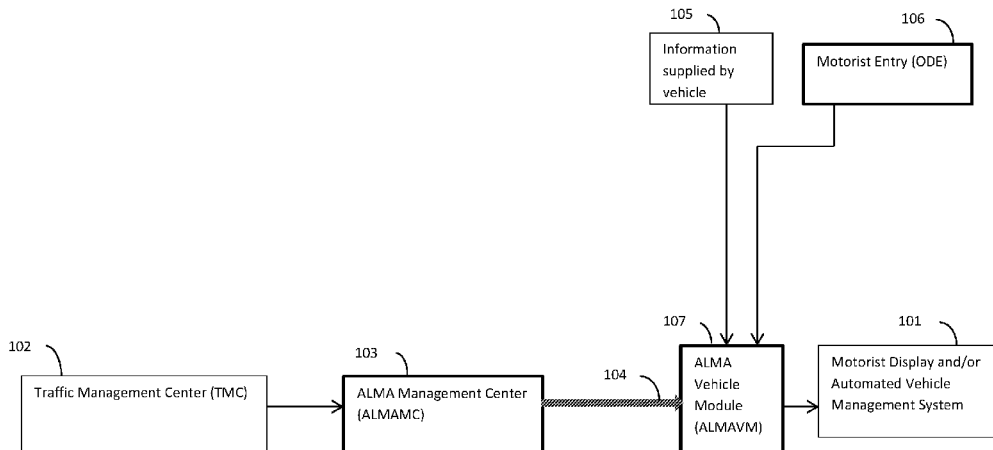 105
106
Information
supplied by
vehicle
Motorist Entry (ODE)
102
103
104
107
101
Traffic Management Center (TMC)
ALMA Management Center
(ALMAMC)
ALMA
Vehicle
Module
(ALMAVM)
Motorist Display and/or
Automated Vehicle
Management System